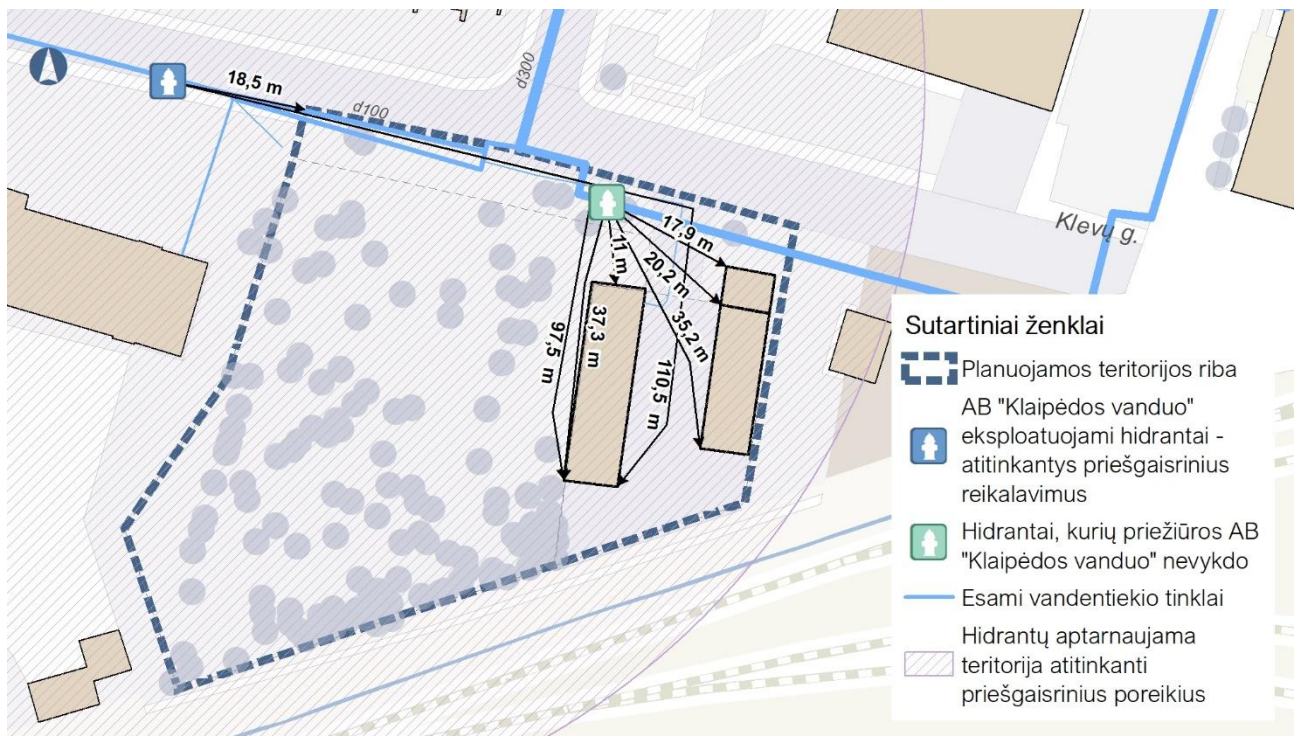 18,5 m
d100
d300
Klevų g.
17,9 m
11 m
20,2 m
35,2 m
37,3 m
97,5 m
110,5 m
Sutartiniai ženklai
Planuojamos teritorijos riba
AB "Klaipėdos vanduo"
eksploatuojami hidrantai -
atitinkantys priešgaisrinius
reikalavimus
Hidrantai, kurių priežiūros AB
"Klaipėdos vanduo" nevykdo
Esami vandentiekio tinklai
Hidrantų aptarnaujama
teritorija atitinkanti
priešgaisrinius poreikius